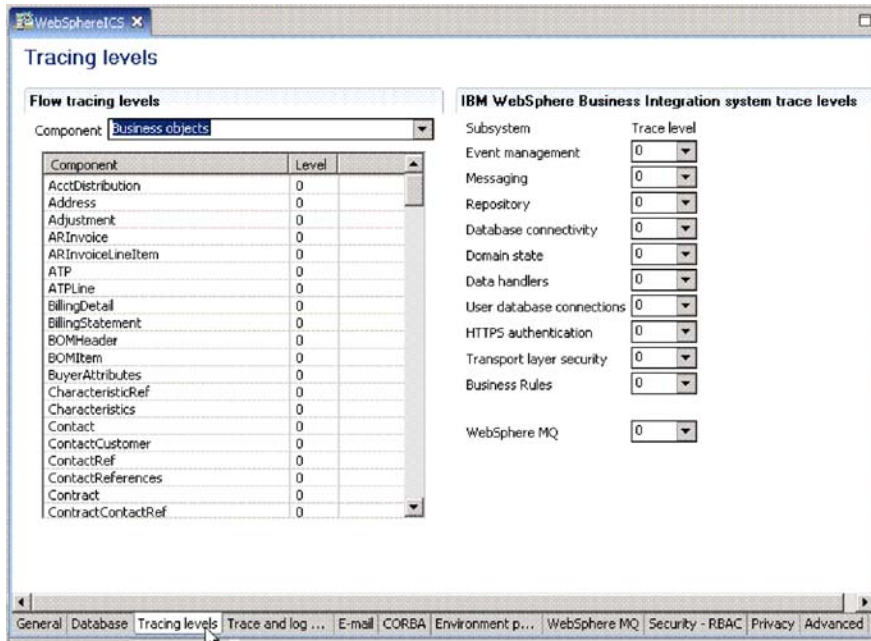 WebSphereICS
Tracing levels
Flow tracing levels
Component Business objects
Component Level
AcctDistribution 0
Address 0
Adjustment 0
ARInvoice 0
ARInvoiceLineItem 0
ATP 0
ATPLine 0
BillingDetail 0
BillingStatement 0
BOMHeader 0
BOMItem 0
BuyerAttributes 0
CharacteristicRef 0
Characteristics 0
Contact 0
ContactCustomer 0
ContactRef 0
ContactReferences 0
Contract 0
ContractContactRef 0
IBM WebSphere Business Integration system trace levels
Subsystem Trace level
Event management 0
Messaging 0
Repository 0
Database connectivity 0
Domain state 0
Data handlers 0
User database connections 0
HTTPS authentication 0
Transport layer security 0
Business Rules 0
WebSphere MQ 0
General Database Tracing levels Trace and log ... E-mail CORBA Environment p... WebSphere MQ Security - RBAC Privacy Advanced